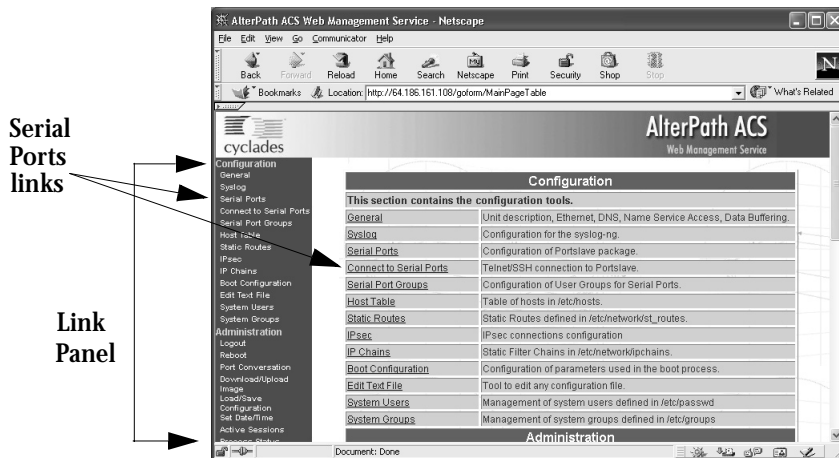 AlterPath ACS Web Management Service - Netscape
File Edit View Go Communicator Help
Back Forward Reload Home Search Netscape Print Security Shop Stop
My
N
Bookmarks Location: http://64.186.161.108/goform/MainPageTable What's Related
cyclades
AlterPath ACS
Web Management Service
Serial
Ports
links
Link
Panel
Configuration
General
Syslog
Serial Ports
Connect to Serial Ports
Serial Port Groups
Host Table
Static Routes
IPsec
IP Chains
Boot Configuration
Edit Text File
System Users
System Groups
Administration
Logout
Reboot
Port Conversation
Download/Upload
Image
Load/Save
Configuration
Set Date/Time
Active Sessions
Process Status
Configuration
This section contains the configuration tools.
General Unit description, Ethernet, DNS, Name Service Access, Data Buffering.
Syslog Configuration for the syslog-ng.
Serial Ports Configuration of Portslave package.
Connect to Serial Ports Telnet/SSH connection to Portslave.
Serial Port Groups Configuration of User Groups for Serial Ports.
Host Table Table of hosts in /etc/hosts.
Static Routes Static Routes defined in /etc/network/st_routes.
IPsec IPsec connections configuration
IP Chains Static Filter Chains in /etc/network/ipchains.
Boot Configuration Configuration of parameters used in the boot process.
Edit Text File Tool to edit any configuration file.
System Users Management of system users defined in /etc/passwd
System Groups Management of system groups defined in /etc/groups
Administration
Document: Done